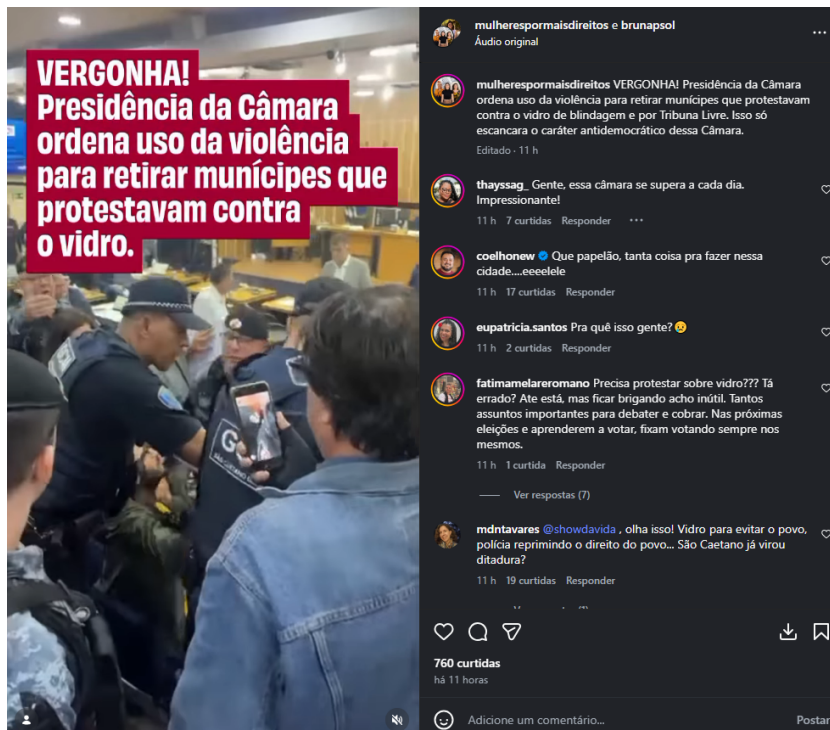 VERGONHA!
Presidência da Câmara
ordena uso da violência
para retirar munícipes que
protestavam contra
o vidro.
G
mulherespormaisdireitos e brunapsol
Áudio original
mulherespormaisdireitos VERGONHA! Presidência da Câmara
ordena uso da violência para retirar munícipes que protestavam
contra o vidro de blindagem e por Tribuna Livre. Isso só
escancara o caráter antidemocrático dessa Câmara.
Editado · 11 h
thayssag_ Gente, essa câmara se supera a cada dia.
Impressionante!
11 h 7 curtidas Responder ...
coelhonew Que papelão, tanta coisa pra fazer nessa
cidade....eeeelele
11 h 17 curtidas Responder
eupatricia.santos Pra quê isso gente?😢
11 h 2 curtidas Responder
fatimamelareromano Precisa protestar sobre vidro??? Tá
errado? Ate está, mas ficar brigando acho inútil. Tantos
assuntos importantes para debater e cobrar. Nas próximas
eleições e aprenderem a votar, fixam votando sempre nos
mesmos.
11 h 1 curtida Responder
Ver respostas (7)
mdntavares @showdavida , olha isso! Vidro para evitar o povo,
polícia reprimindo o direito do povo... São Caetano já virou
ditadura?
11 h 19 curtidas Responder
760 curtidas
há 11 horas
Adicione um comentário...
Postar